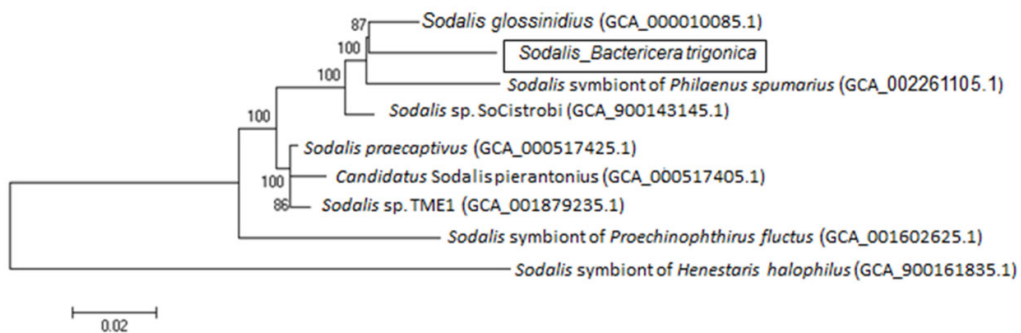 87
Sodalis glossinidius (GCA_000010085.1)
100
Sodalis_Bactericera trigonica
100
Sodalis svmbiont of Philaenus spumarius (GCA_002261105.1)
Sodalis sp. SoCistrobi (GCA_900143145.1)
100
Sodalis praecaptivus (GCA_000517425.1)
100
Candidatus Sodalis pierantonius (GCA_000517405.1)
86
Sodalis sp. TME1 (GCA_001879235.1)
Sodalis symbiont of Proechinophthirus fluctus (GCA_001602625.1)
Sodalis symbiont of Henestaris halophilus (GCA_900161835.1)
0.02